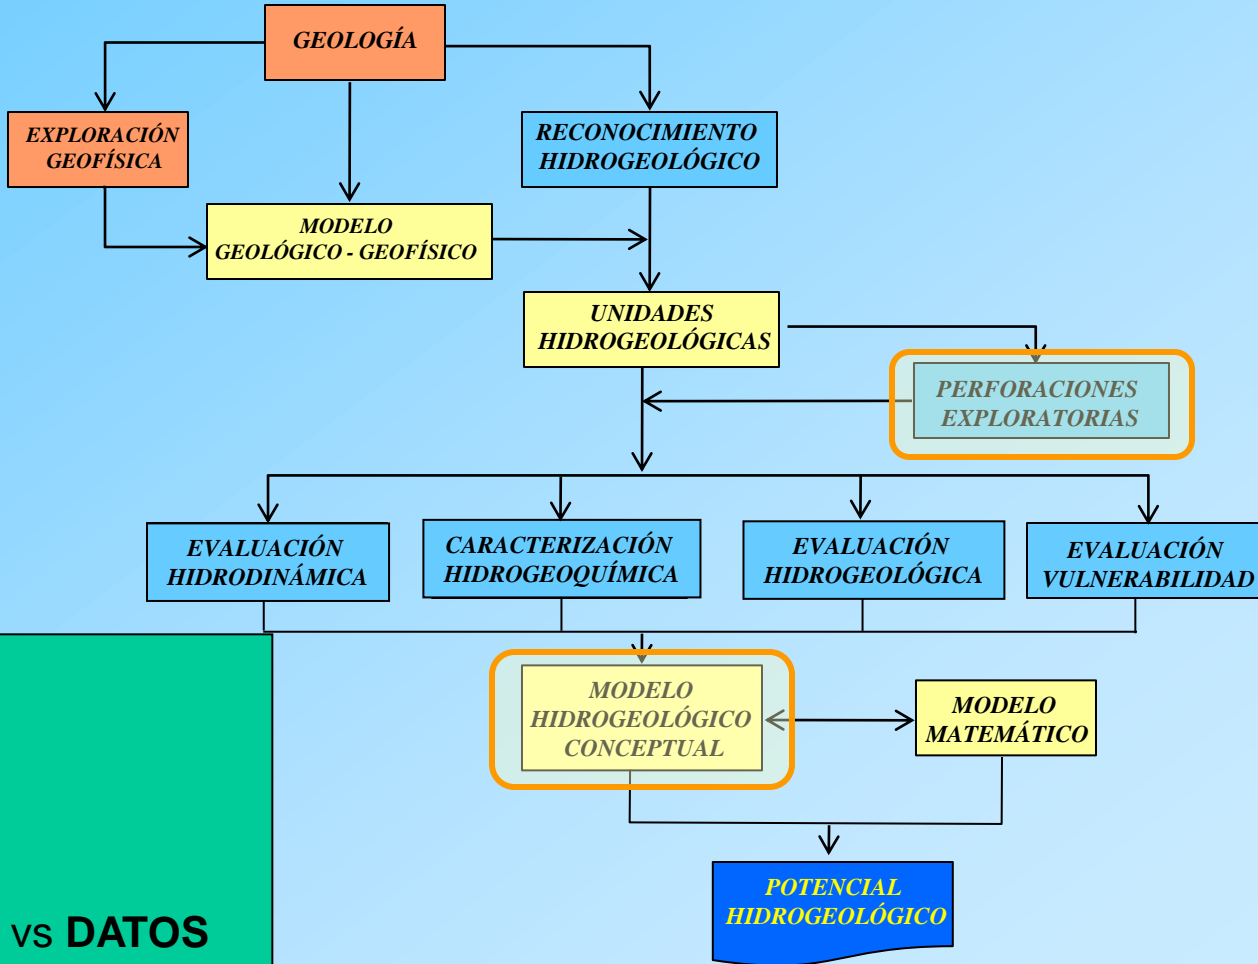 GEOLOGÍA
EXPLORACIÓN
GEOFÍSICA
RECONOCIMIENTO
HIDROGEOLÓGICO
MODELO
GEOLÓGICO - GEOFÍSICO
UNIDADES
HIDROGEOLÓGICAS
PERFORACIONES
EXPLORATORIAS
EVALUACIÓN
HIDRODINÁMICA
CARACTERIZACIÓN
HIDROGEOQUÍMICA
EVALUACIÓN
HIDROGEOLÓGICA
EVALUACIÓN
VULNERABILIDAD
MODELO
HIDROGEOLÓGICO
CONCEPTUAL
MODELO
MATEMÁTICO
POTENCIAL
HIDROGEOLÓGICO
vs DATOS